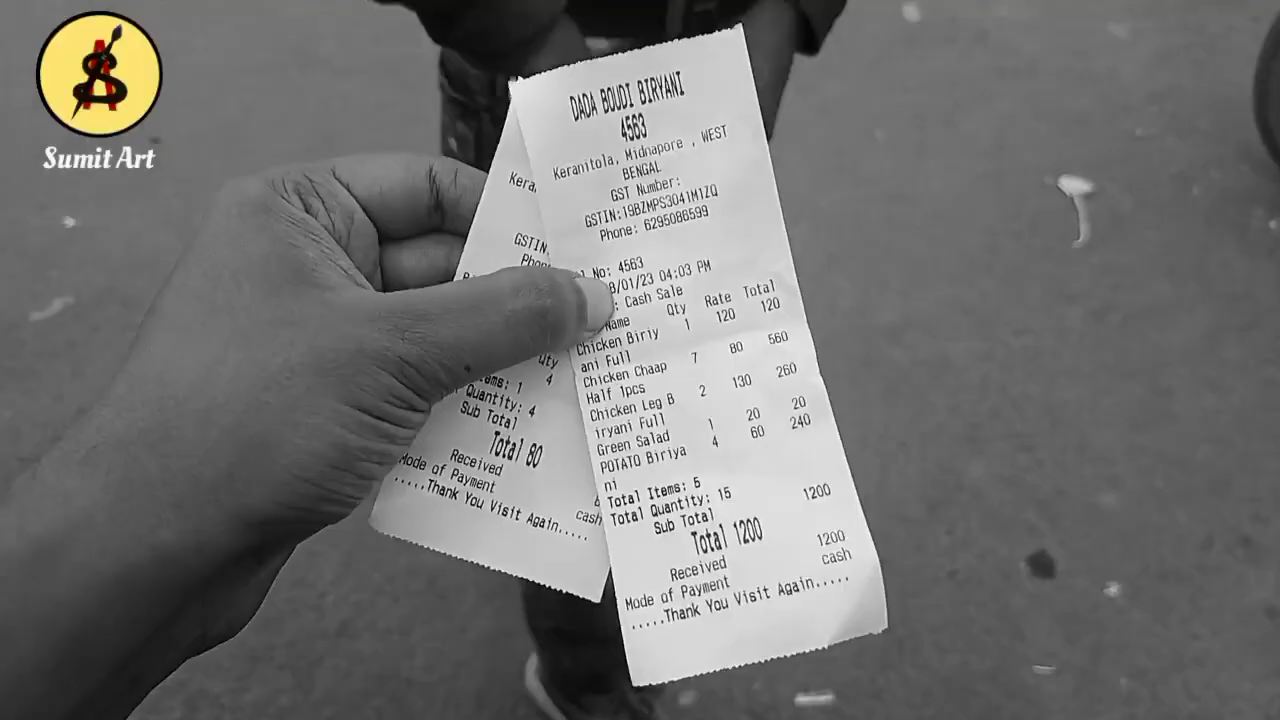 Sumit Art
DADA BOUDI BIRYANI
4563
Keranitola, Midnapore , WEST
BENGAL
GST Number:
GSTIN:19BZMPS3041M1ZQ
Phone: 6295086599
No: 4563
8/01/23 04:03 PM
: Cash Sale
Name Qty Rate Total
Chicken Biriy 1 120 120
ani Full
Chicken Chaap 7 80 560
Half 1pcs
Chicken Leg B 2 130 260
iryani Full
Green Salad 1 20 20
POTATO Biriya 4 60 240
ni
Total Items: 5
Total Quantity: 15
Sub Total 1200
Total 1200
Received 1200
Mode of Payment cash
.....Thank You Visit Again.....
Kera
GSTIN
Pho
Qty
4
ems: 1
Quantity: 4
Sub Total
Total 80
Received
Mode of Payment cash
.....Thank You Visit Again.....